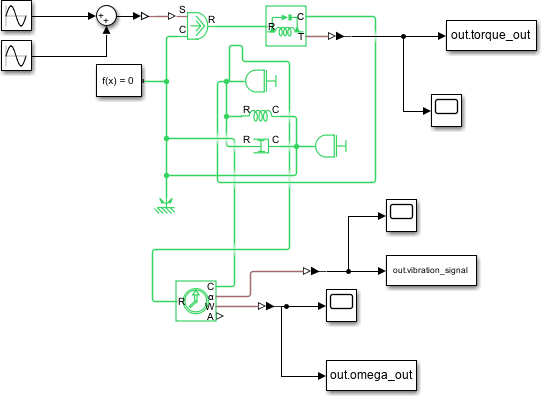 S
C
R
R
C
T
out.torque_out
f(x) = 0
R
C
R
C
out.vibration_signal
R
C
α
W
A
out.omega_out